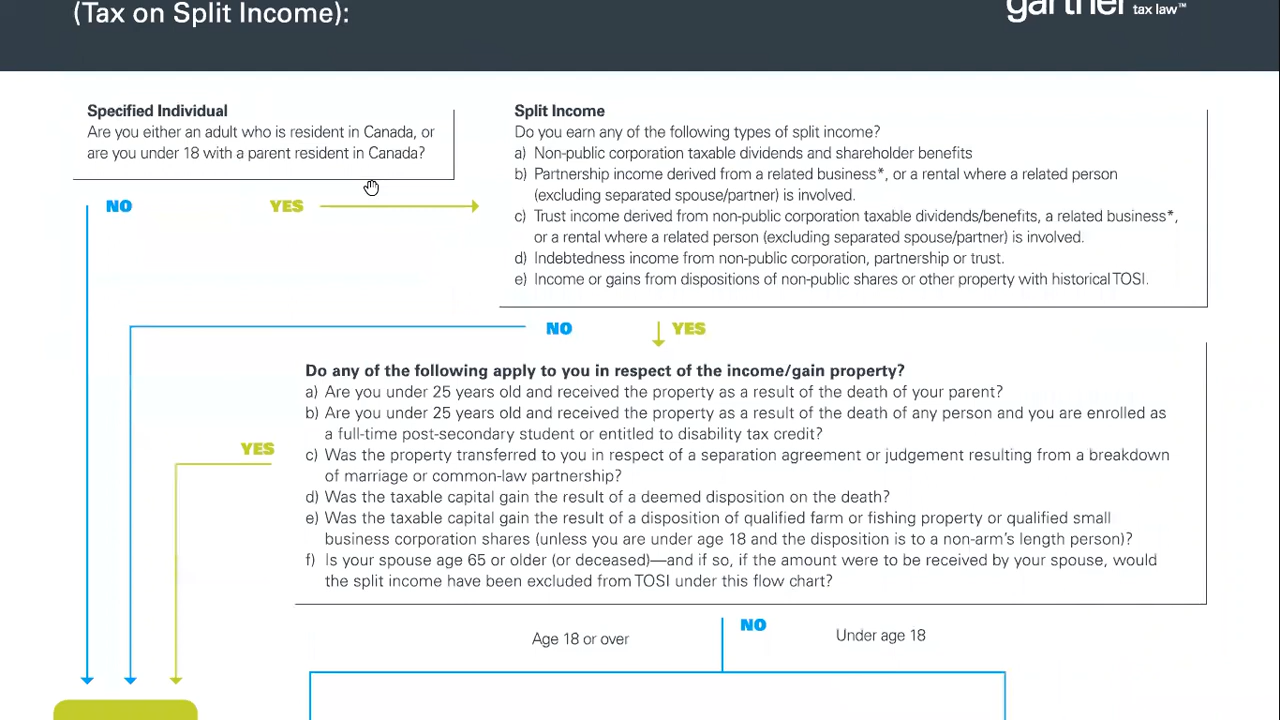 (Tax on Split Income):
gartner tax law™
Specified Individual
Are you either an adult who is resident in Canada, or
are you under 18 with a parent resident in Canada?
NO
YES
Split Income
Do you earn any of the following types of split income?
a) Non-public corporation taxable dividends and shareholder benefits
b) Partnership income derived from a related business*, or a rental where a related person
(excluding separated spouse/partner) is involved.
c) Trust income derived from non-public corporation taxable dividends/benefits, a related business*,
or a rental where a related person (excluding separated spouse/partner) is involved.
d) Indebtedness income from non-public corporation, partnership or trust.
e) Income or gains from dispositions of non-public shares or other property with historical TOSI.
NO
YES
Do any of the following apply to you in respect of the income/gain property?
a) Are you under 25 years old and received the property as a result of the death of your parent?
b) Are you under 25 years old and received the property as a result of the death of any person and you are enrolled as
a full-time post-secondary student or entitled to disability tax credit?
c) Was the property transferred to you in respect of a separation agreement or judgement resulting from a breakdown
of marriage or common-law partnership?
d) Was the taxable capital gain the result of a deemed disposition on the death?
e) Was the taxable capital gain the result of a disposition of qualified farm or fishing property or qualified small
business corporation shares (unless you are under age 18 and the disposition is to a non-arm's length person)?
f) Is your spouse age 65 or older (or deceased)—and if so, if the amount were to be received by your spouse, would
the split income have been excluded from TOSI under this flow chart?
YES
NO
Age 18 or over
Under age 18